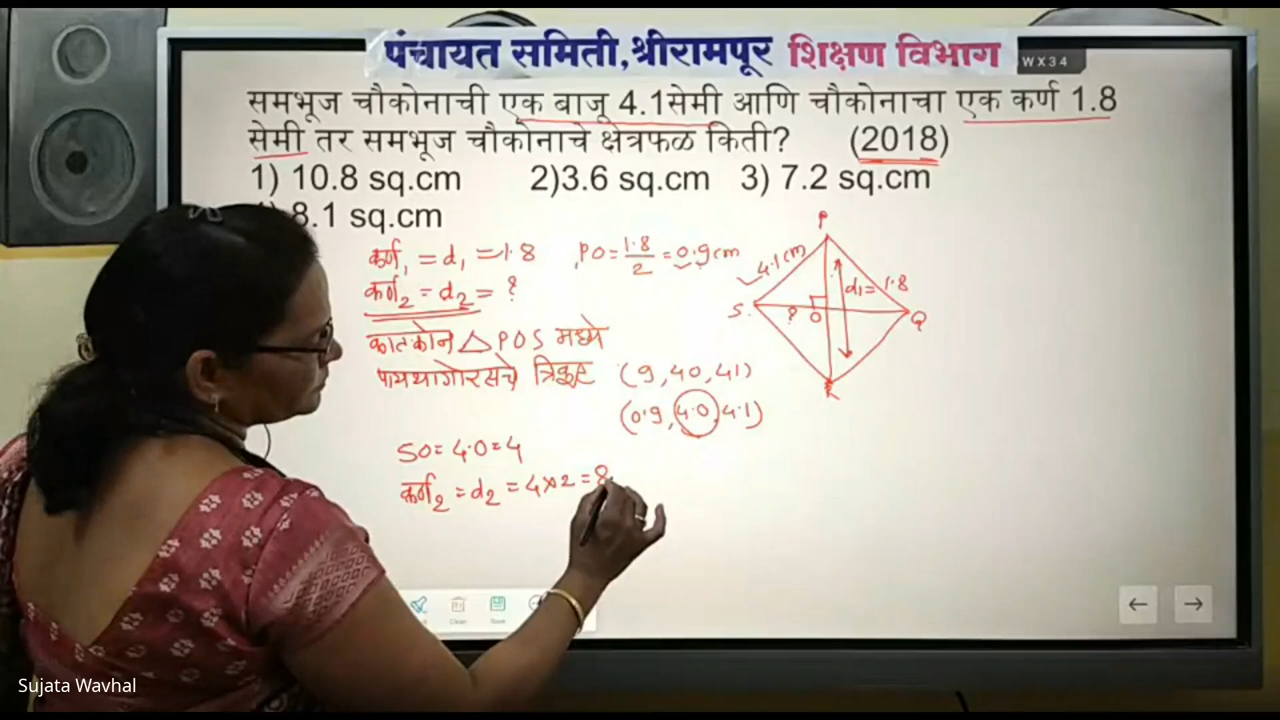 पंचायत समिती,श्रीरामपूर शिक्षण विभाग
WX34
समभूज चौकोनाची एक बाजू 4.1सेमी आणि चौकोनाचा एक कर्ण 1.8
सेमी तर समभूज चौकोनाचे क्षेत्रफळ किती? (2018)
1) 10.8 sq.cm 2)3.6 sq.cm 3) 7.2 sq.cm
8.1 sq.cm
कर्ण1 = d1 = 1.8 PO = 1.8/2 = 0.9cm
कर्ण2 = d2 = ?
काटकोन △ POS मध्ये
पायथागोरसचे त्रिकूट (9, 40, 41)
(0.9, 4.0, 4.1)
SO = 4.0 = 4
कर्ण2 = d2 = 4 × 2 = 8
P
4.1cm
d1 = 1.8
S
?
O
Q
R
Clean
Save
Sujata Wavhal